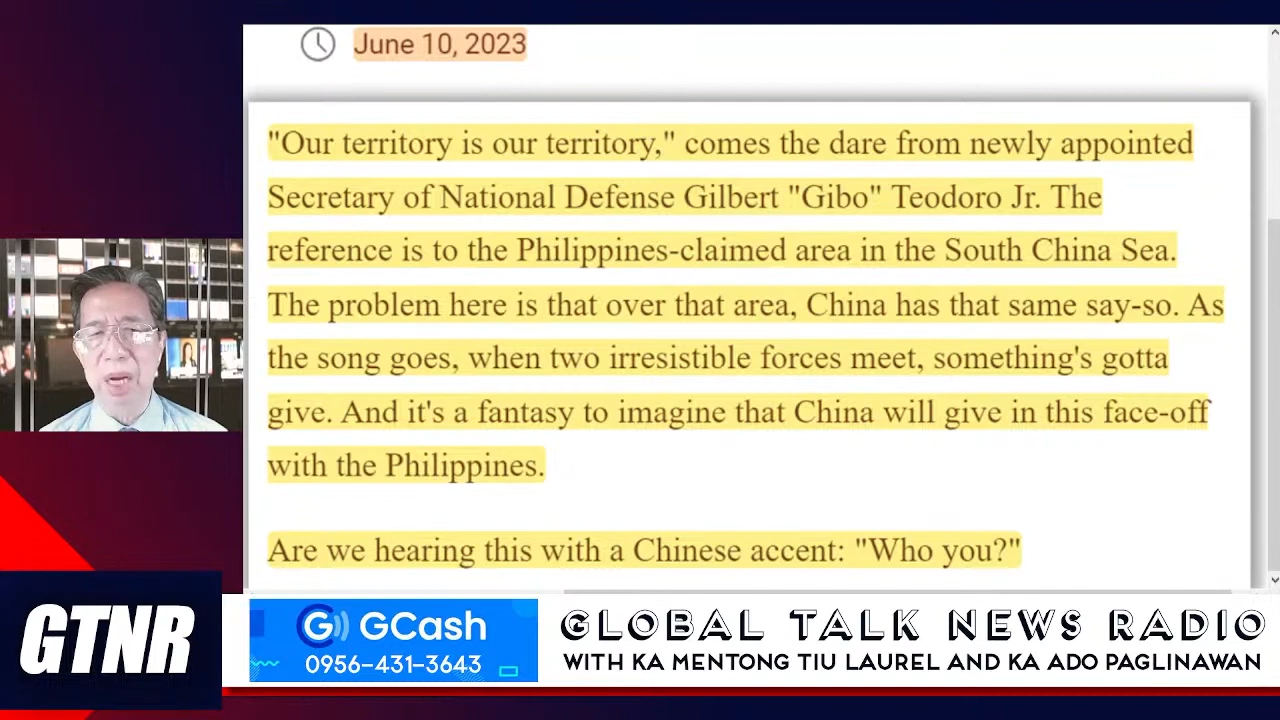 June 10, 2023
"Our territory is our territory," comes the dare from newly appointed
Secretary of National Defense Gilbert "Gibo" Teodoro Jr. The
reference is to the Philippines-claimed area in the South China Sea.
The problem here is that over that area, China has that same say-so. As
the song goes, when two irresistible forces meet, something's gotta
give. And it's a fantasy to imagine that China will give in this face-off
with the Philippines.
Are we hearing this with a Chinese accent: "Who you?"
GTNR
GCash
0956-431-3643
GLOBAL TALK NEWS RADIO
WITH KA MENTONG TIU LAUREL AND KA ADO PAGLINAWAN